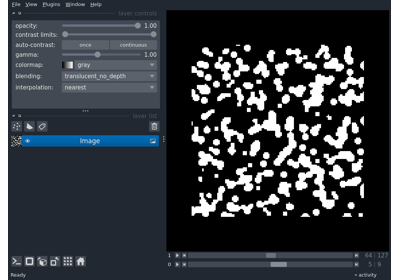 File View Plugins Window Help
layer controls
opacity: 1.00
contrast limits:
auto-contrast: once continuous
gamma: 1.00
colormap: gray
blending: translucent_no_depth
interpolation: nearest
layer list
Image
1 64 127
0 5 9
Ready activity